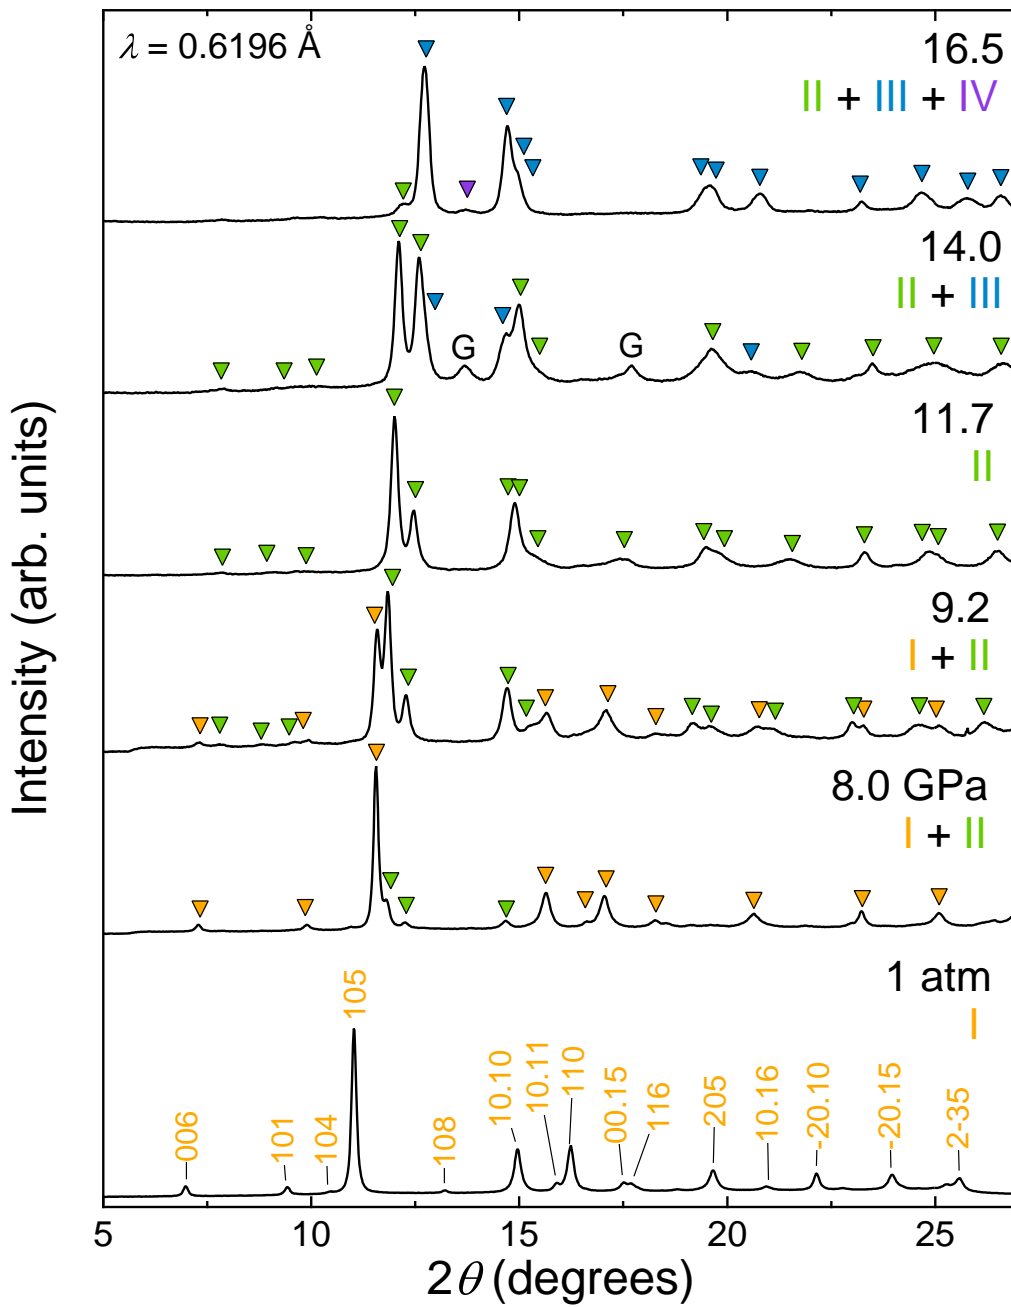 λ = 0.6196 Å
16.5
II + III + IV
14.0
II + III
G
G
11.7
II
9.2
I + II
8.0 GPa
I + II
1 atm
I
006
101
104
105
108
10.10
10.11
110
00.15
116
205
10.16
-20.10
-20.15
2-35
5
10
15
20
25
2θ (degrees)
Intensity (arb. units)